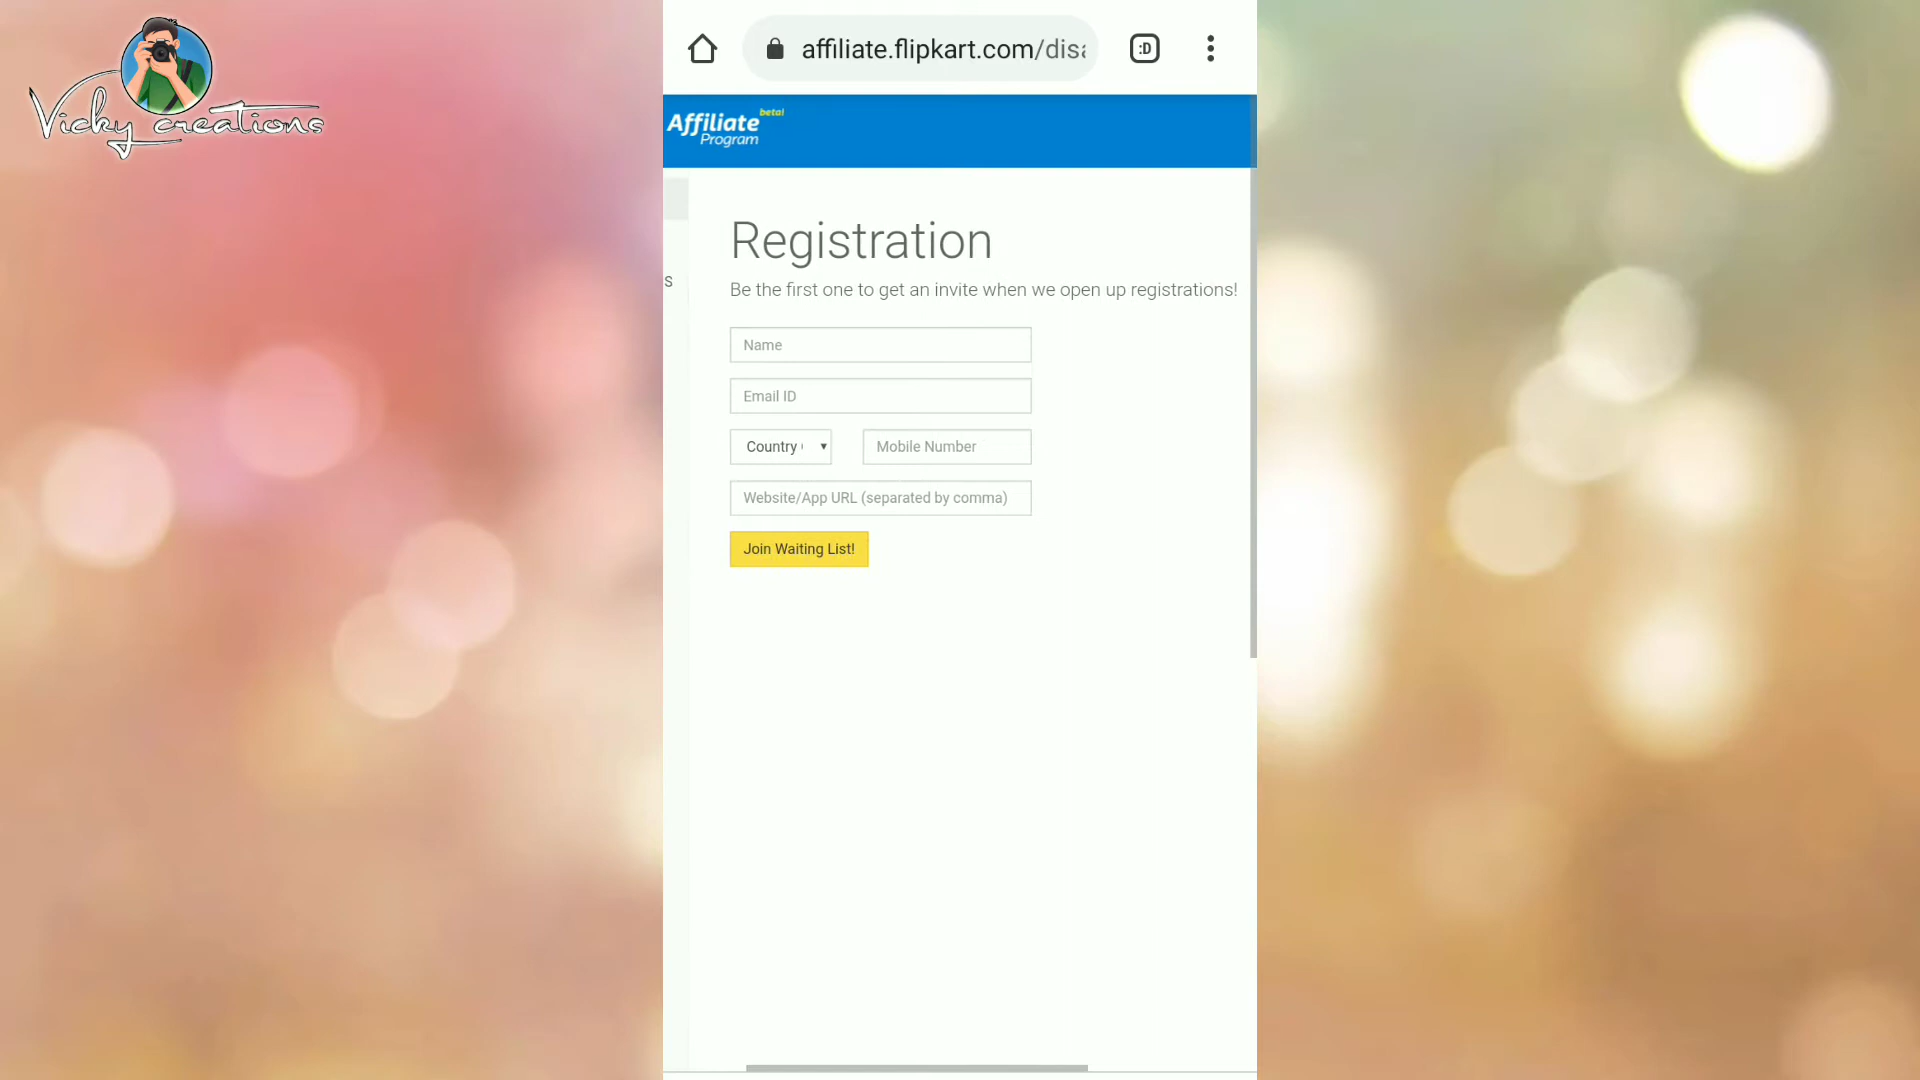 Vicky creations
affiliate.flipkart.com/disa
:D
Affiliate beta!
Program
Registration
S
Be the first one to get an invite when we open up registrations!
Name
Email ID
Country
Mobile Number
Website/App URL (separated by comma)
Join Waiting List!